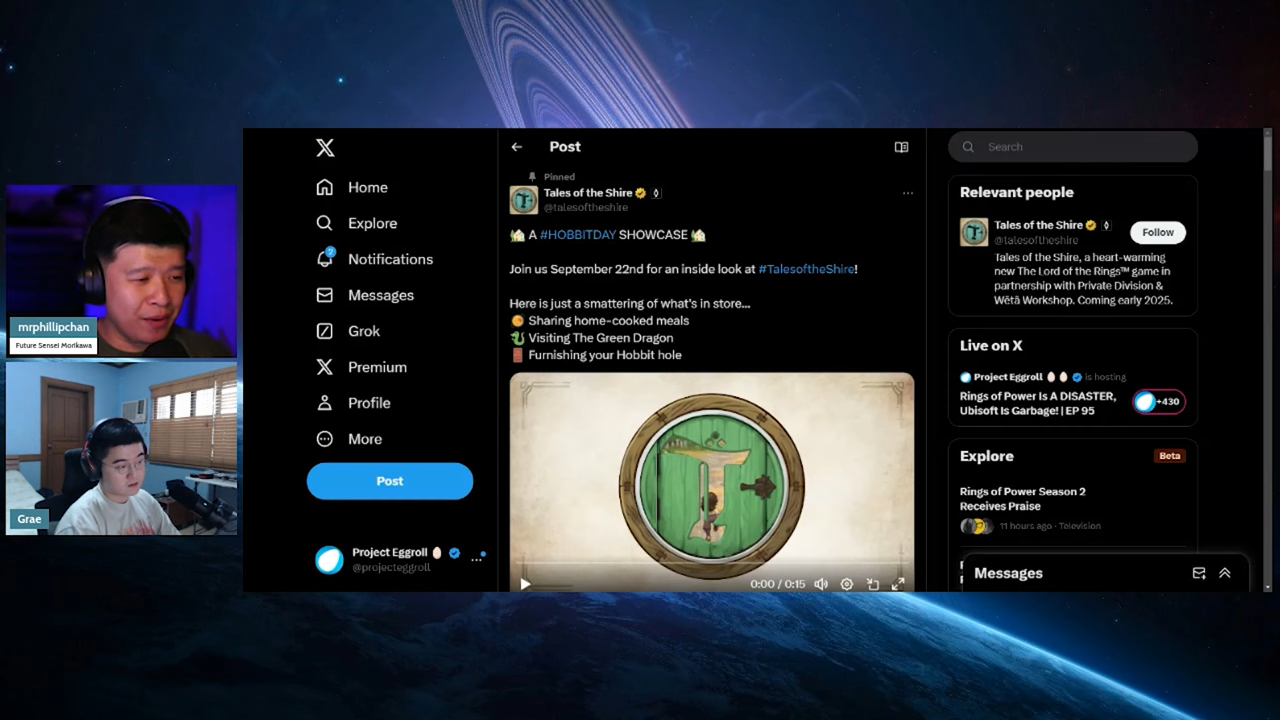 mrphillipchan
Future Sensei Morikawa
Grae
X
Home
Explore
2
Notifications
Messages
Grok
Premium
Profile
More
Post
Project Eggroll
@projecteggroll
Post
Pinned
Tales of the Shire
@talesoftheshire
A #HOBBITDAY SHOWCASE
Join us September 22nd for an inside look at #TalesoftheShire!
Here is just a smattering of what's in store...
Sharing home-cooked meals
Visiting The Green Dragon
Furnishing your Hobbit hole
0:00 / 0:15
Search
Relevant people
Tales of the Shire
@talesoftheshire
Follow
Tales of the Shire, a heart-warming
new The Lord of the Rings™ game in
partnership with Private Division &
Wētā Workshop. Coming early 2025.
Live on X
Project Eggroll is hosting
Rings of Power Is A DISASTER,
Ubisoft Is Garbage! | EP 95
+430
Explore
Beta
Rings of Power Season 2
Receives Praise
11 hours ago · Television
Messages